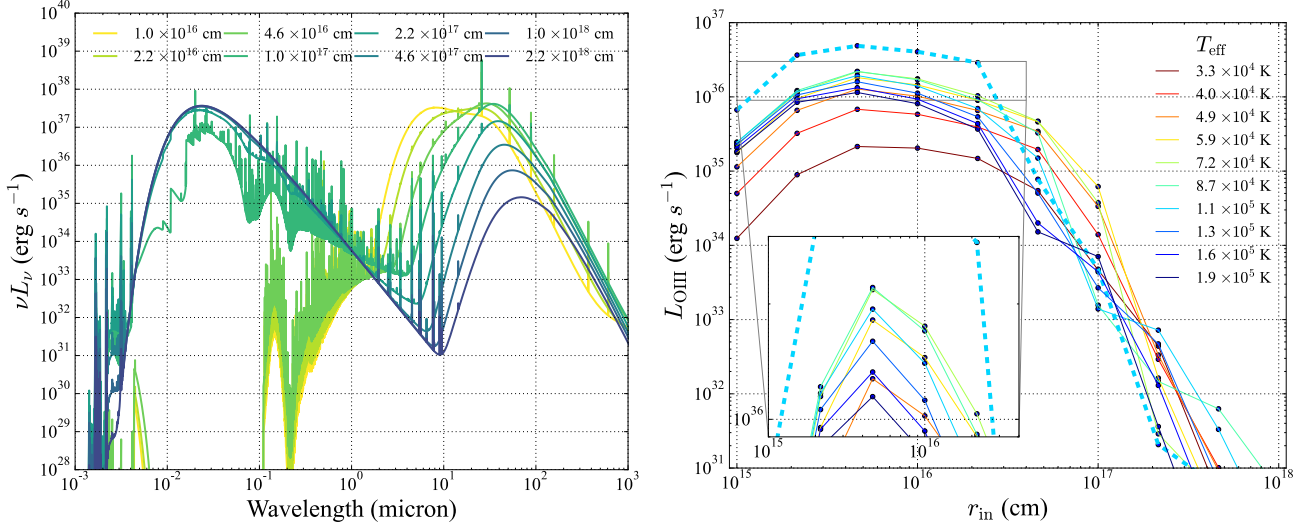 10^40
10^39
10^38
10^37
10^36
10^35
10^34
10^33
10^32
10^31
10^30
10^29
10^28
νL_ν (erg s^−1)
1.0 ×10^16 cm
4.6 ×10^16 cm
2.2 ×10^17 cm
1.0 ×10^18 cm
2.2 ×10^16 cm
1.0 ×10^17 cm
4.6 ×10^17 cm
2.2 ×10^18 cm
10^−3 10^−2 10^−1 10^0 10^1 10^2 10^3
Wavelength (micron)
10^37
10^36
10^35
10^34
10^33
10^32
10^31
L_OIII (erg s^−1)
T_eff
3.3 ×10^4 K
4.0 ×10^4 K
4.9 ×10^4 K
5.9 ×10^4 K
7.2 ×10^4 K
8.7 ×10^4 K
1.1 ×10^5 K
1.3 ×10^5 K
1.6 ×10^5 K
1.9 ×10^5 K
10^36
10^15 10^16
10^15 10^16 10^17 10^18
r_in (cm)